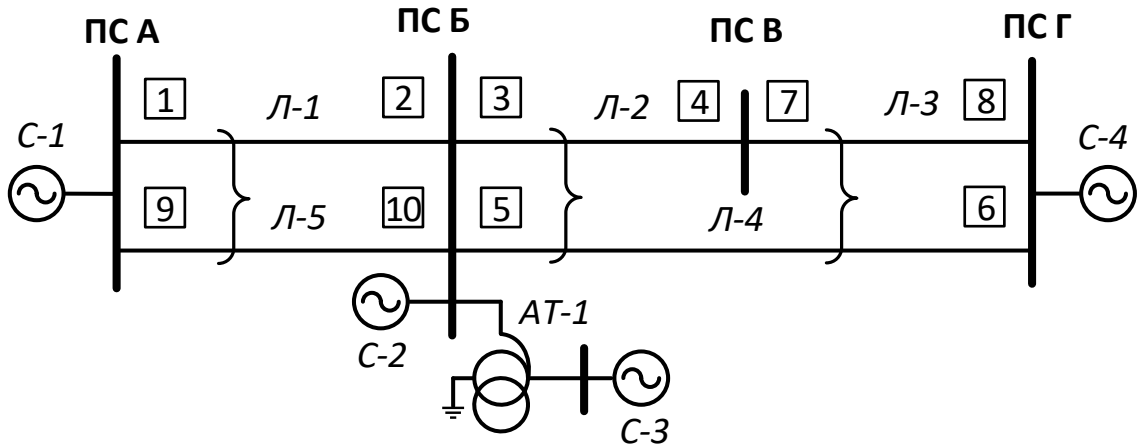 ПС А ПС Б ПС В ПС Г
1 Л-1 2 3 Л-2 4 7 Л-3 8
С-1 С-4
9 Л-5 10 5 Л-4 6
С-2 АТ-1
С-3